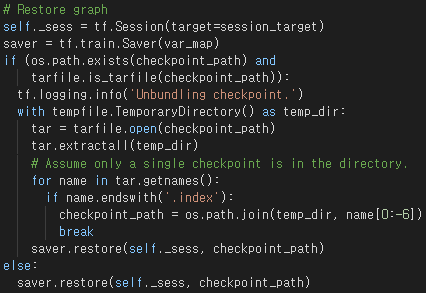 # Restore graph
self._sess = tf.Session(target=session_target)
saver = tf.train.Saver(var_map)
if (os.path.exists(checkpoint_path) and
    tarfile.is_tarfile(checkpoint_path)):
  tf.logging.info('Unbundling checkpoint.')
  with tempfile.TemporaryDirectory() as temp_dir:
    tar = tarfile.open(checkpoint_path)
    tar.extractall(temp_dir)
    # Assume only a single checkpoint is in the directory.
    for name in tar.getnames():
      if name.endswith('.index'):
        checkpoint_path = os.path.join(temp_dir, name[0:-6])
        break
    saver.restore(self._sess, checkpoint_path)
else:
  saver.restore(self._sess, checkpoint_path)